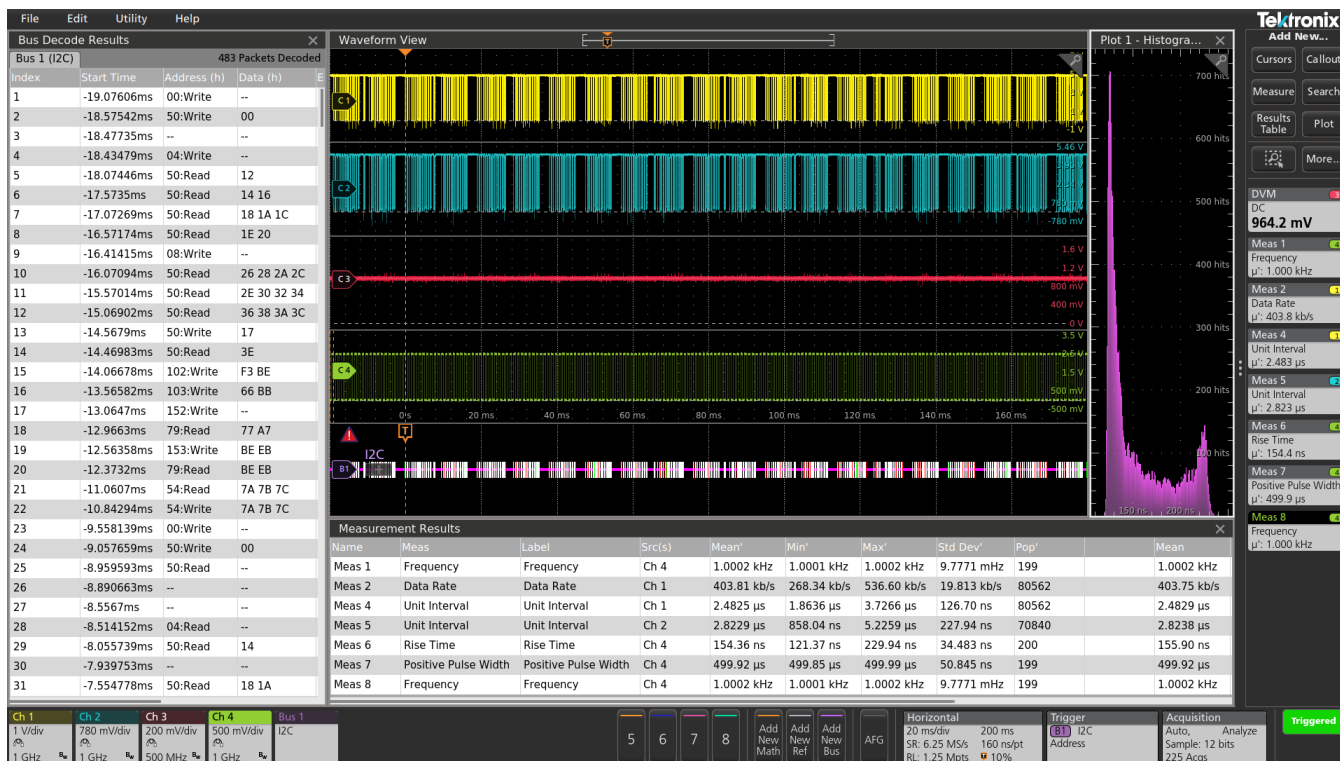 File Edit Utility Help
Tektronix
Add New...
Bus Decode Results
Bus 1 (I2C) 483 Packets Decoded
Index Start Time Address (h) Data (h) E
1 -19.07606ms 00:Write --
2 -18.57542ms 50:Write 00
3 -18.47735ms -- --
4 -18.43479ms 04:Write --
5 -18.07446ms 50:Read 12
6 -17.5735ms 50:Read 14 16
7 -17.07269ms 50:Read 18 1A 1C
8 -16.57174ms 50:Read 1E 20
9 -16.41415ms 08:Write --
10 -16.07094ms 50:Read 26 28 2A 2C
11 -15.57014ms 50:Read 2E 30 32 34
12 -15.06902ms 50:Read 36 38 3A 3C
13 -14.5679ms 50:Write 17
14 -14.46983ms 50:Read 3E
15 -14.06678ms 102:Write F3 BE
16 -13.56582ms 103:Write 66 BB
17 -13.0647ms 152:Write --
18 -12.9663ms 79:Read 77 A7
19 -12.56358ms 153:Write BE EB
20 -12.3732ms 79:Read BE EB
21 -11.0607ms 54:Read 7A 7B 7C
22 -10.84294ms 54:Write 7A 7B 7C
23 -9.558139ms 00:Write --
24 -9.057659ms 50:Write 00
25 -8.959593ms 50:Read --
26 -8.890663ms -- --
27 -8.5567ms -- --
28 -8.514152ms 04:Read --
29 -8.055739ms 50:Read 14
30 -7.939753ms -- --
31 -7.554778ms 50:Read 18 1A
Waveform View
T
C 1
-1 V
5.46 V
C 2
-780 mV
1.6 V
1.2 V
C 3
800 mV
400 mV
0 V
3.5 V
2.5 V
C 4
1.5 V
500 mV
-500 mV
0 s 20 ms 40 ms 60 ms 80 ms 100 ms 120 ms 140 ms 160 ms
T
I2C
B1
Plot 1 - Histogra...
700 hits
600 hits
500 hits
400 hits
300 hits
200 hits
100 hits
150 ns 200 ns
Measurement Results
Name Meas Label Src(s) Mean' Min' Max' Std Dev' Pop' Mean
Meas 1 Frequency Frequency Ch 4 1.0002 kHz 1.0001 kHz 1.0002 kHz 9.7771 mHz 199 1.0002 kHz
Meas 2 Data Rate Data Rate Ch 1 403.81 kb/s 268.34 kb/s 536.60 kb/s 19.813 kb/s 80562 403.75 kb/s
Meas 4 Unit Interval Unit Interval Ch 1 2.4825 µs 1.8636 µs 3.7266 µs 126.70 ns 80562 2.4829 µs
Meas 5 Unit Interval Unit Interval Ch 2 2.8229 µs 858.04 ns 5.2259 µs 227.94 ns 70840 2.8238 µs
Meas 6 Rise Time Rise Time Ch 4 154.36 ns 121.37 ns 229.94 ns 34.483 ns 200 155.90 ns
Meas 7 Positive Pulse Width Positive Pulse Width Ch 4 499.92 µs 499.85 µs 499.99 µs 50.845 ns 199 499.92 µs
Meas 8 Frequency Frequency Ch 4 1.0002 kHz 1.0001 kHz 1.0002 kHz 9.7771 mHz 199 1.0002 kHz
Cursors Callout
Measure Search
Results Table Plot
More...
DVM 3
DC
964.2 mV
Meas 1 4
Frequency
µ': 1.000 kHz
Meas 2 1
Data Rate
µ': 403.8 kb/s
Meas 4 1
Unit Interval
µ': 2.483 µs
Meas 5 2
Unit Interval
µ': 2.823 µs
Meas 6 4
Rise Time
µ': 154.4 ns
Meas 7 4
Positive Pulse Width
µ': 499.9 µs
Meas 8 4
Frequency
µ': 1.000 kHz
Ch 1
1 V/div
1 GHz Bw
Ch 2
780 mV/div
1 GHz Bw
Ch 3
200 mV/div
500 MHz Bw
Ch 4
500 mV/div
1 GHz Bw
Bus 1
I2C
5 6 7 8
Add New Math
Add New Ref
Add New Bus
AFG
Horizontal
20 ms/div 200 ms
SR: 6.25 MS/s 160 ns/pt
RL: 1.25 Mpts 10%
Trigger
B1 I2C
Address
Acquisition
Auto, Analyze
Sample: 12 bits
225 Acqs
Triggered